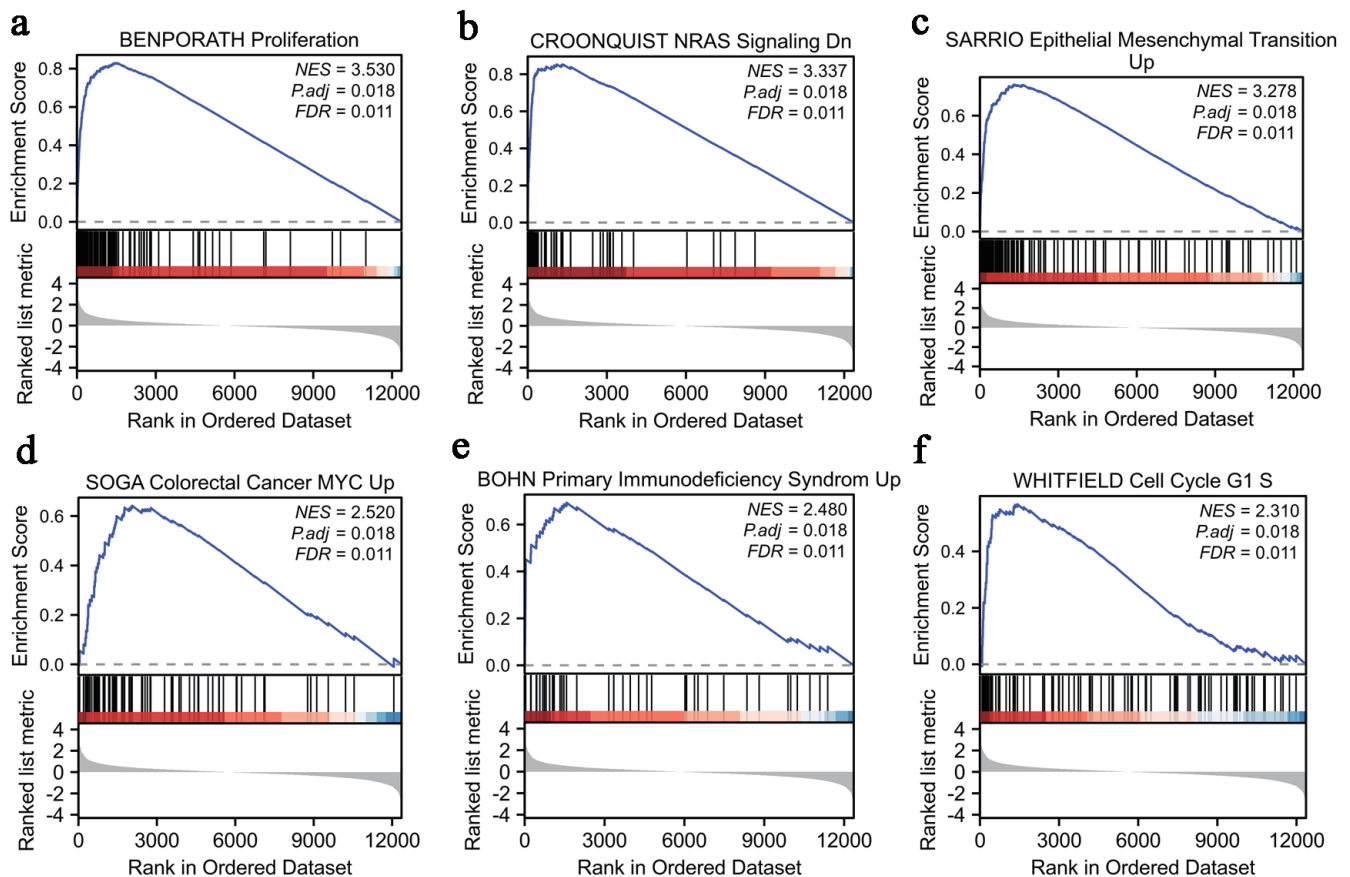 a
BENPORATH Proliferation
NES = 3.530
P.adj = 0.018
FDR = 0.011
Enrichment Score
0.8
0.6
0.4
0.2
0.0
Ranked list metric
4
2
0
-2
-4
0 3000 6000 9000 12000
Rank in Ordered Dataset
b
CROONQUIST NRAS Signaling Dn
NES = 3.337
P.adj = 0.018
FDR = 0.011
Enrichment Score
0.8
0.6
0.4
0.2
0.0
Ranked list metric
4
2
0
-2
-4
0 3000 6000 9000 12000
Rank in Ordered Dataset
c
SARRIO Epithelial Mesenchymal Transition
Up
NES = 3.278
P.adj = 0.018
FDR = 0.011
Enrichment Score
0.6
0.4
0.2
0.0
Ranked list metric
4
2
0
-2
-4
0 3000 6000 9000 12000
Rank in Ordered Dataset
d
SOGA Colorectal Cancer MYC Up
NES = 2.520
P.adj = 0.018
FDR = 0.011
Enrichment Score
0.6
0.4
0.2
0.0
Ranked list metric
4
2
0
-2
-4
0 3000 6000 9000 12000
Rank in Ordered Dataset
e
BOHN Primary Immunodeficiency Syndrom Up
NES = 2.480
P.adj = 0.018
FDR = 0.011
Enrichment Score
0.6
0.4
0.2
0.0
Ranked list metric
4
2
0
-2
-4
0 3000 6000 9000 12000
Rank in Ordered Dataset
f
WHITFIELD Cell Cycle G1 S
NES = 2.310
P.adj = 0.018
FDR = 0.011
Enrichment Score
0.4
0.2
0.0
Ranked list metric
4
2
0
-2
-4
0 3000 6000 9000 12000
Rank in Ordered Dataset